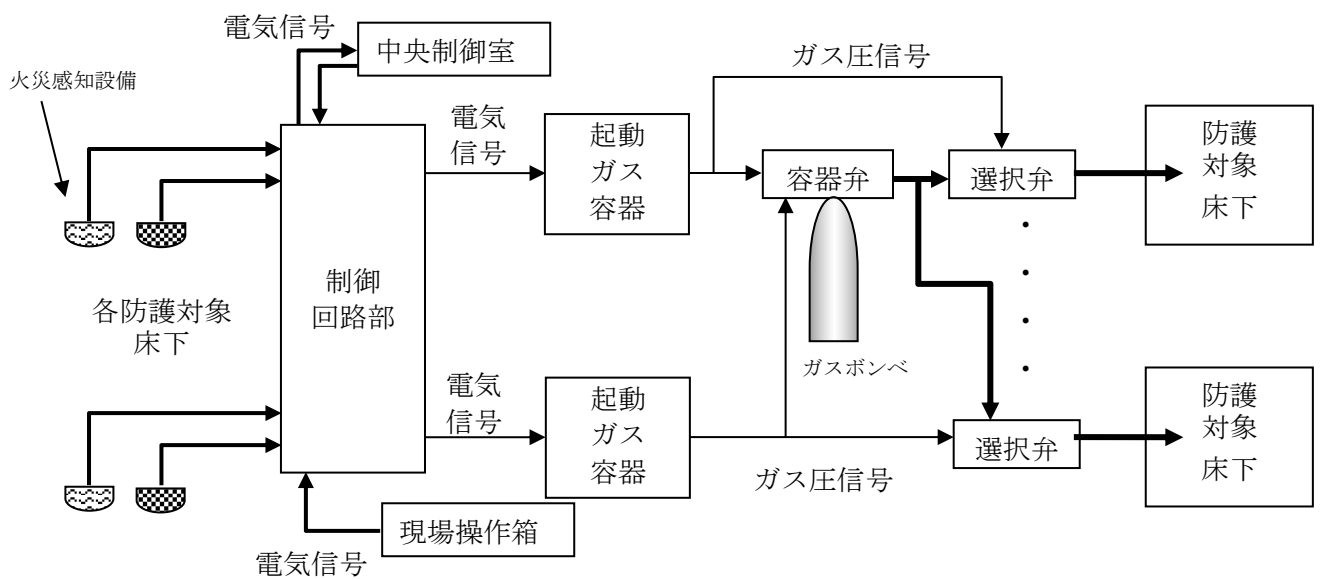 電気信号
中央制御室
ガス圧信号
火災感知設備
電気
信号
起動
ガス
容器
容器弁
選択弁
防護
対象
床下
制御
回路部
各防護対象
床下
ガスボンベ
電気
信号
起動
ガス
容器
選択弁
防護
対象
床下
ガス圧信号
現場操作箱
電気信号